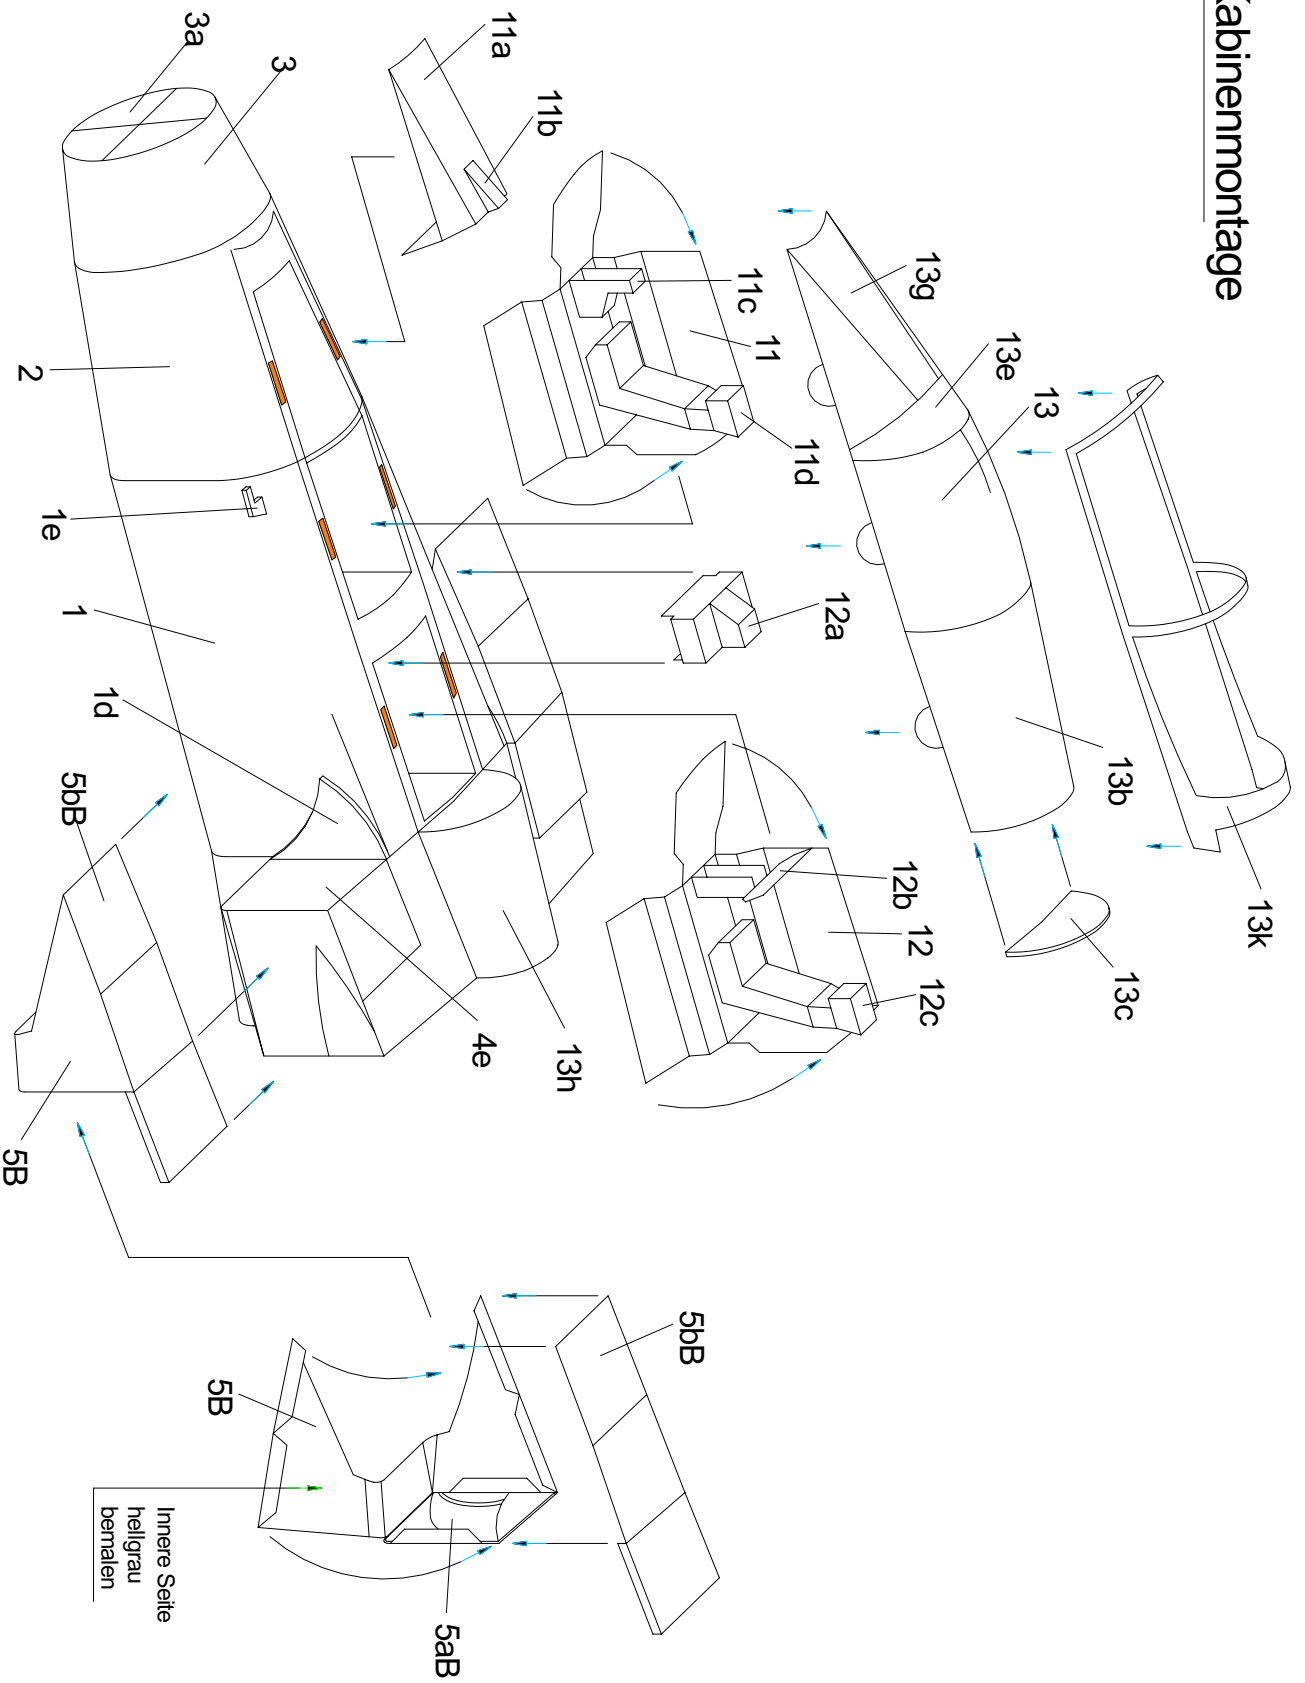 Kabinenmontage
13k
13c
13b
13
13e
13g
12c
12
12b
12a
11d
11
11c
5bB
13h
11b
11a
4e
5aB
3
5B
3a
Innere Seite
hellgrau
bemalen
1d
5bB
1
1e
2
5B